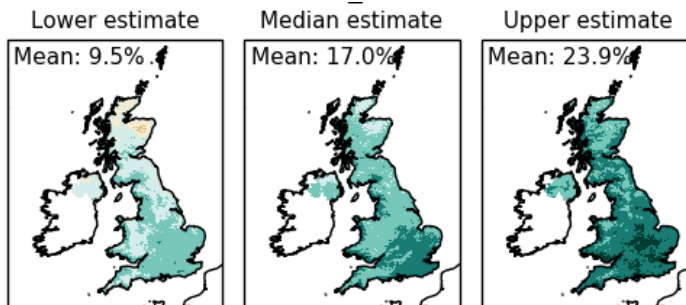 Lower estimate
Median estimate
Upper estimate
Mean: 9.5%
Mean: 17.0%
Mean: 23.9%